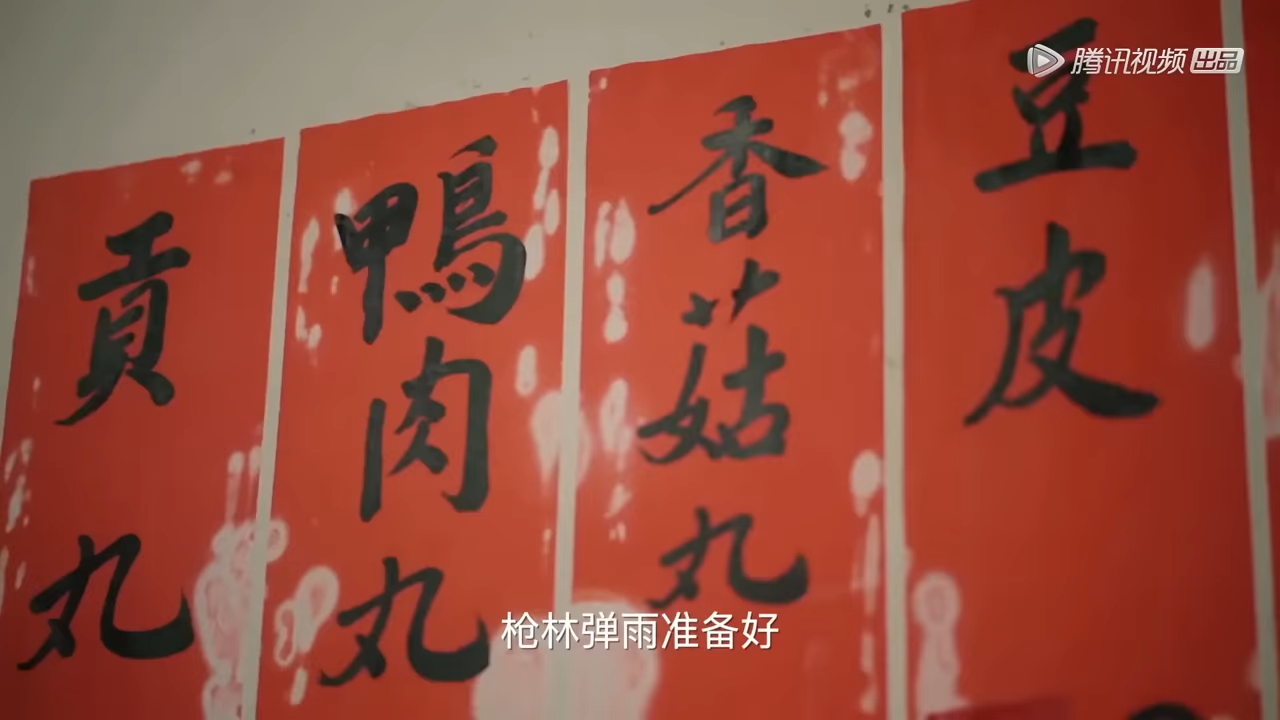 腾讯视频 出品
貢丸
鴨肉丸
香菇丸
豆皮
枪林弹雨准备好